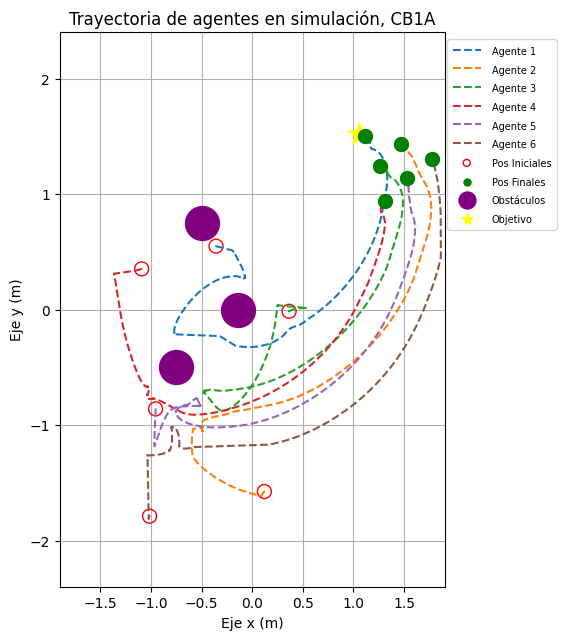 Trayectoria de agentes en simulación, CB1A
Agente 1
Agente 2
Agente 3
Agente 4
Agente 5
Agente 6
Pos Iniciales
Pos Finales
Obstáculos
Objetivo
Eje y (m)
2
1
0
−1
−2
−1.5
−1.0
−0.5
0.0
0.5
1.0
1.5
Eje x (m)